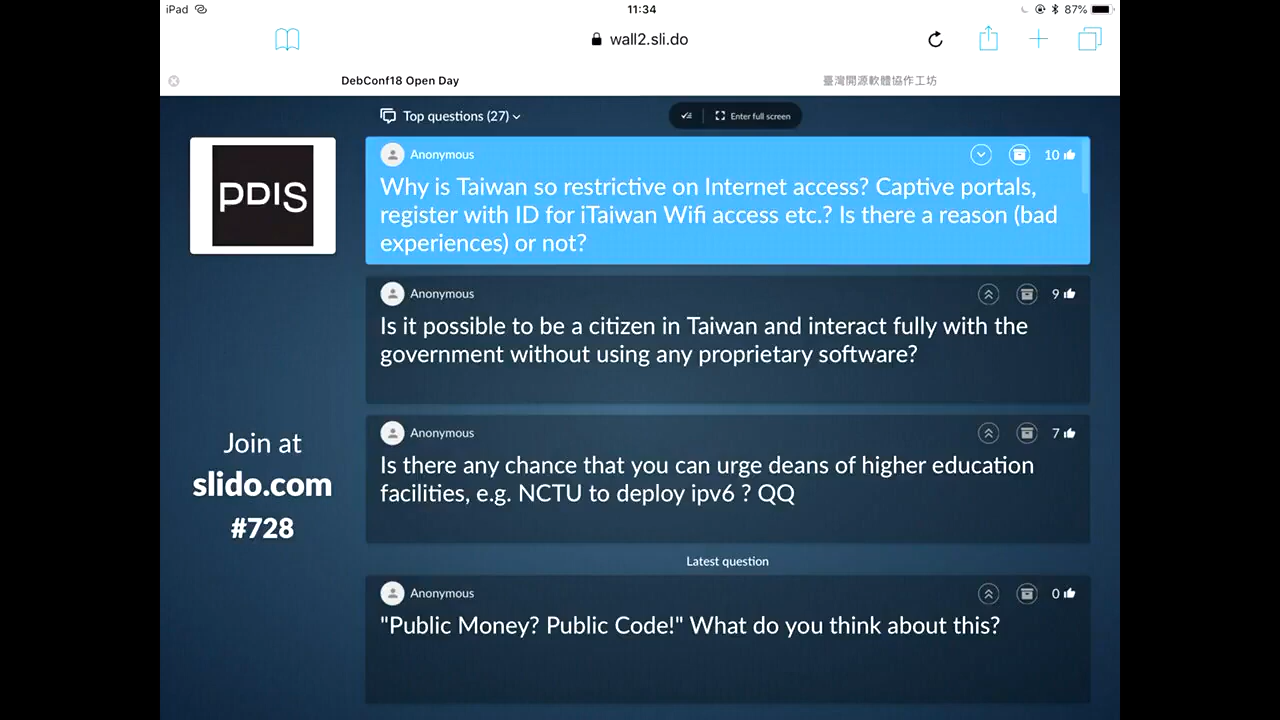 iPad
11:34
87%
wall2.sli.do
DebConf18 Open Day
臺灣開源軟體協作工坊
Top questions (27)
Enter full screen
PDIS
Anonymous
10
Why is Taiwan so restrictive on Internet access? Captive portals,
register with ID for iTaiwan Wifi access etc.? Is there a reason (bad
experiences) or not?
Anonymous
9
Is it possible to be a citizen in Taiwan and interact fully with the
government without using any proprietary software?
Anonymous
7
Is there any chance that you can urge deans of higher education
facilities, e.g. NCTU to deploy ipv6 ? QQ
Join at
slido.com
#728
Latest question
Anonymous
0
"Public Money? Public Code!" What do you think about this?